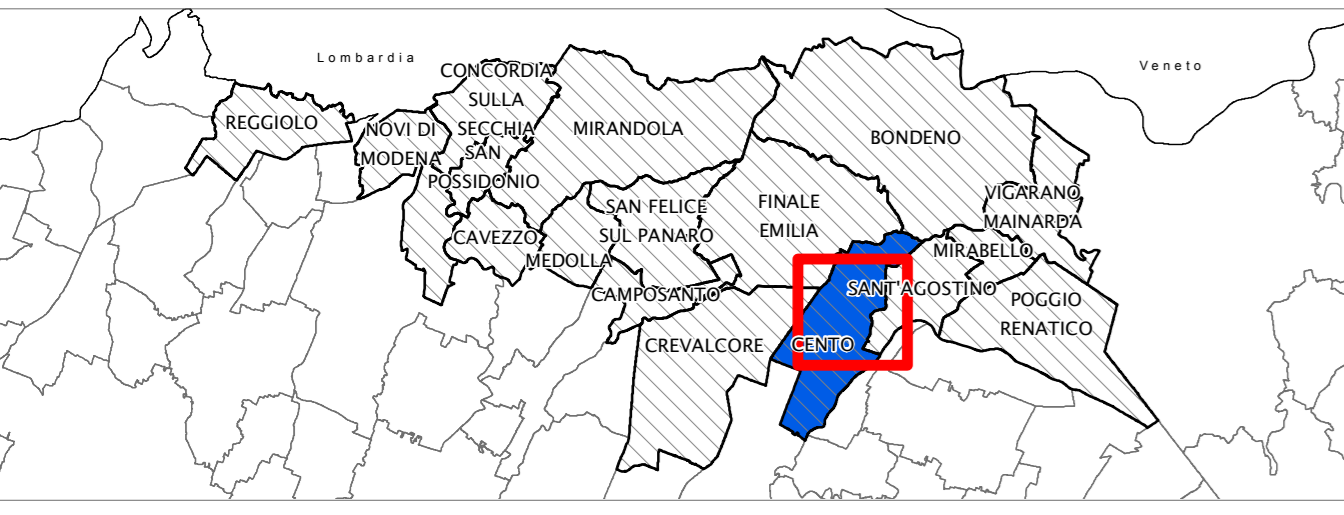 Lombardia
Veneto
CONCORDIA
SULLA
SECCHIA
REGGIOLO
NOVI DI
MODENA
SAN
POSSIDONIO
MIRANDOLA
BONDENO
SAN FELICE
SUL PANARO
FINALE
EMILIA
VIGARANO
MAINARDA
CAVEZZO
MEDOLLA
MIRABELLO
CAMPOSANTO
SANT'AGOSTINO
POGGIO
RENATICO
CREVALCORE
CENTO